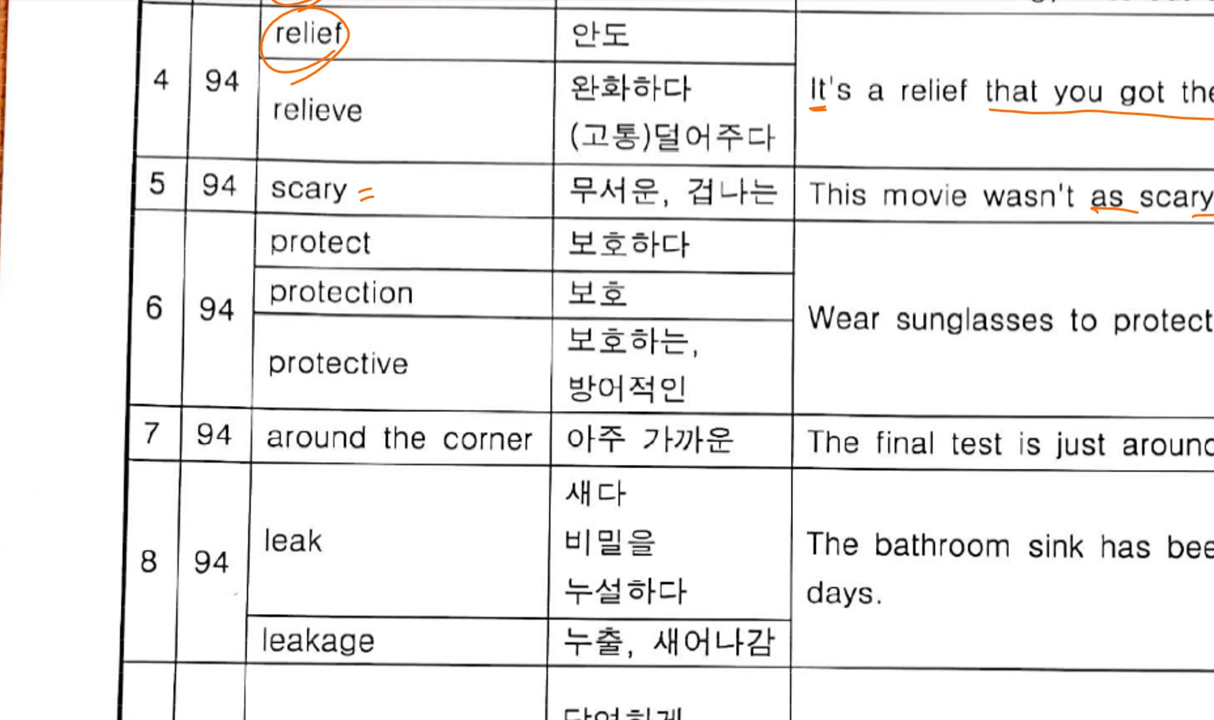 relief 안도
4 94 relieve 완화하다
(고통)덜어주다
It's a relief that you got the
5 94 scary 무서운, 겁나는 This movie wasn't as scary
protect 보호하다
6 94 protection 보호
Wear sunglasses to protect
protective 보호하는,
방어적인
7 94 around the corner 아주 가까운 The final test is just around
8 94 leak 새다
비밀을
누설하다
The bathroom sink has bee
days.
leakage 누출, 새어나감